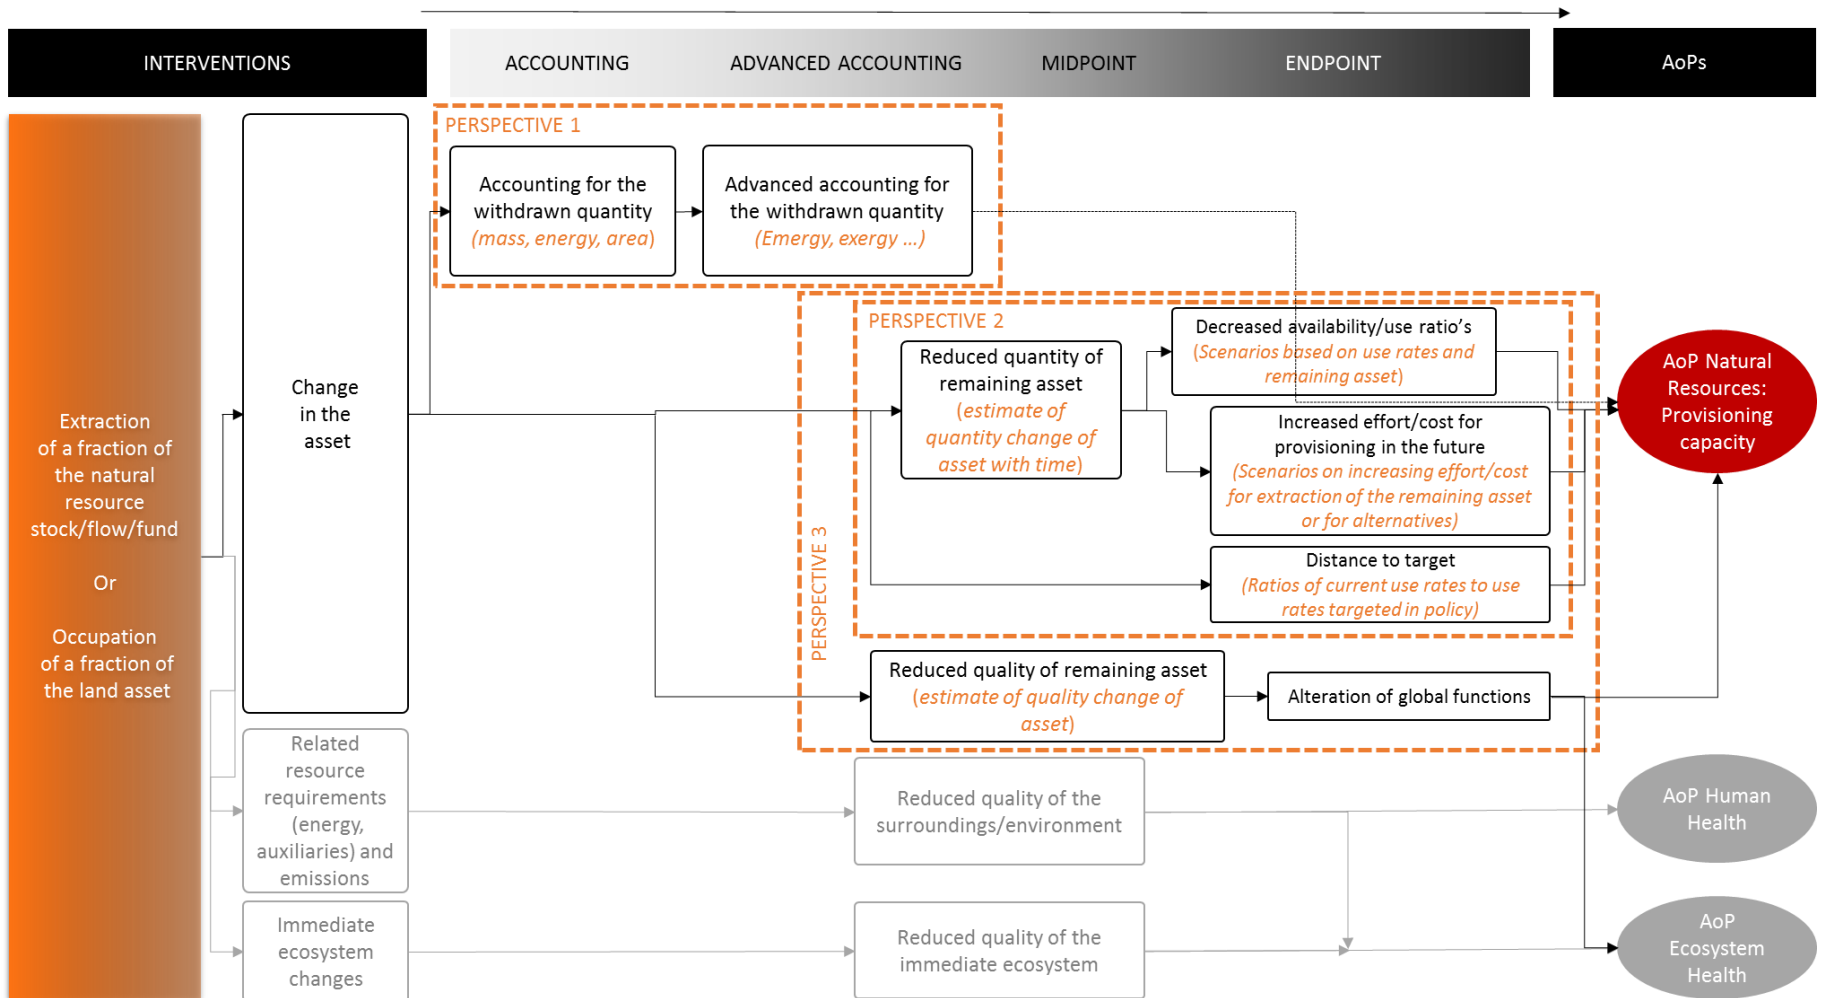 INTERVENTIONS
ACCOUNTING
ADVANCED ACCOUNTING
MIDPOINT
ENDPOINT
AoPs
Extraction
of a fraction of
the natural
resource
stock/flow/fund
Or
Occupation
of a fraction of
the land asset
Change
in the
asset
PERSPECTIVE 1
Accounting for the
withdrawn quantity
(mass, energy, area)
Advanced accounting for
the withdrawn quantity
(Emergy, exergy ...)
PERSPECTIVE 3
PERSPECTIVE 2
Reduced quantity of
remaining asset
(estimate of
quantity change of
asset with time)
Decreased availability/use ratio's
(Scenarios based on use rates and
remaining asset)
Increased effort/cost for
provisioning in the future
(Scenarios on increasing effort/cost
for extraction of the remaining asset
or for alternatives)
Distance to target
(Ratios of current use rates to use
rates targeted in policy)
Reduced quality of remaining asset
(estimate of quality change of
asset)
Alteration of global functions
AoP Natural
Resources:
Provisioning
capacity
Related
resource
requirements
(energy,
auxiliaries) and
emissions
Reduced quality of the
surroundings/environment
AoP Human
Health
Immediate
ecosystem
changes
Reduced quality of the
immediate ecosystem
AoP
Ecosystem
Health